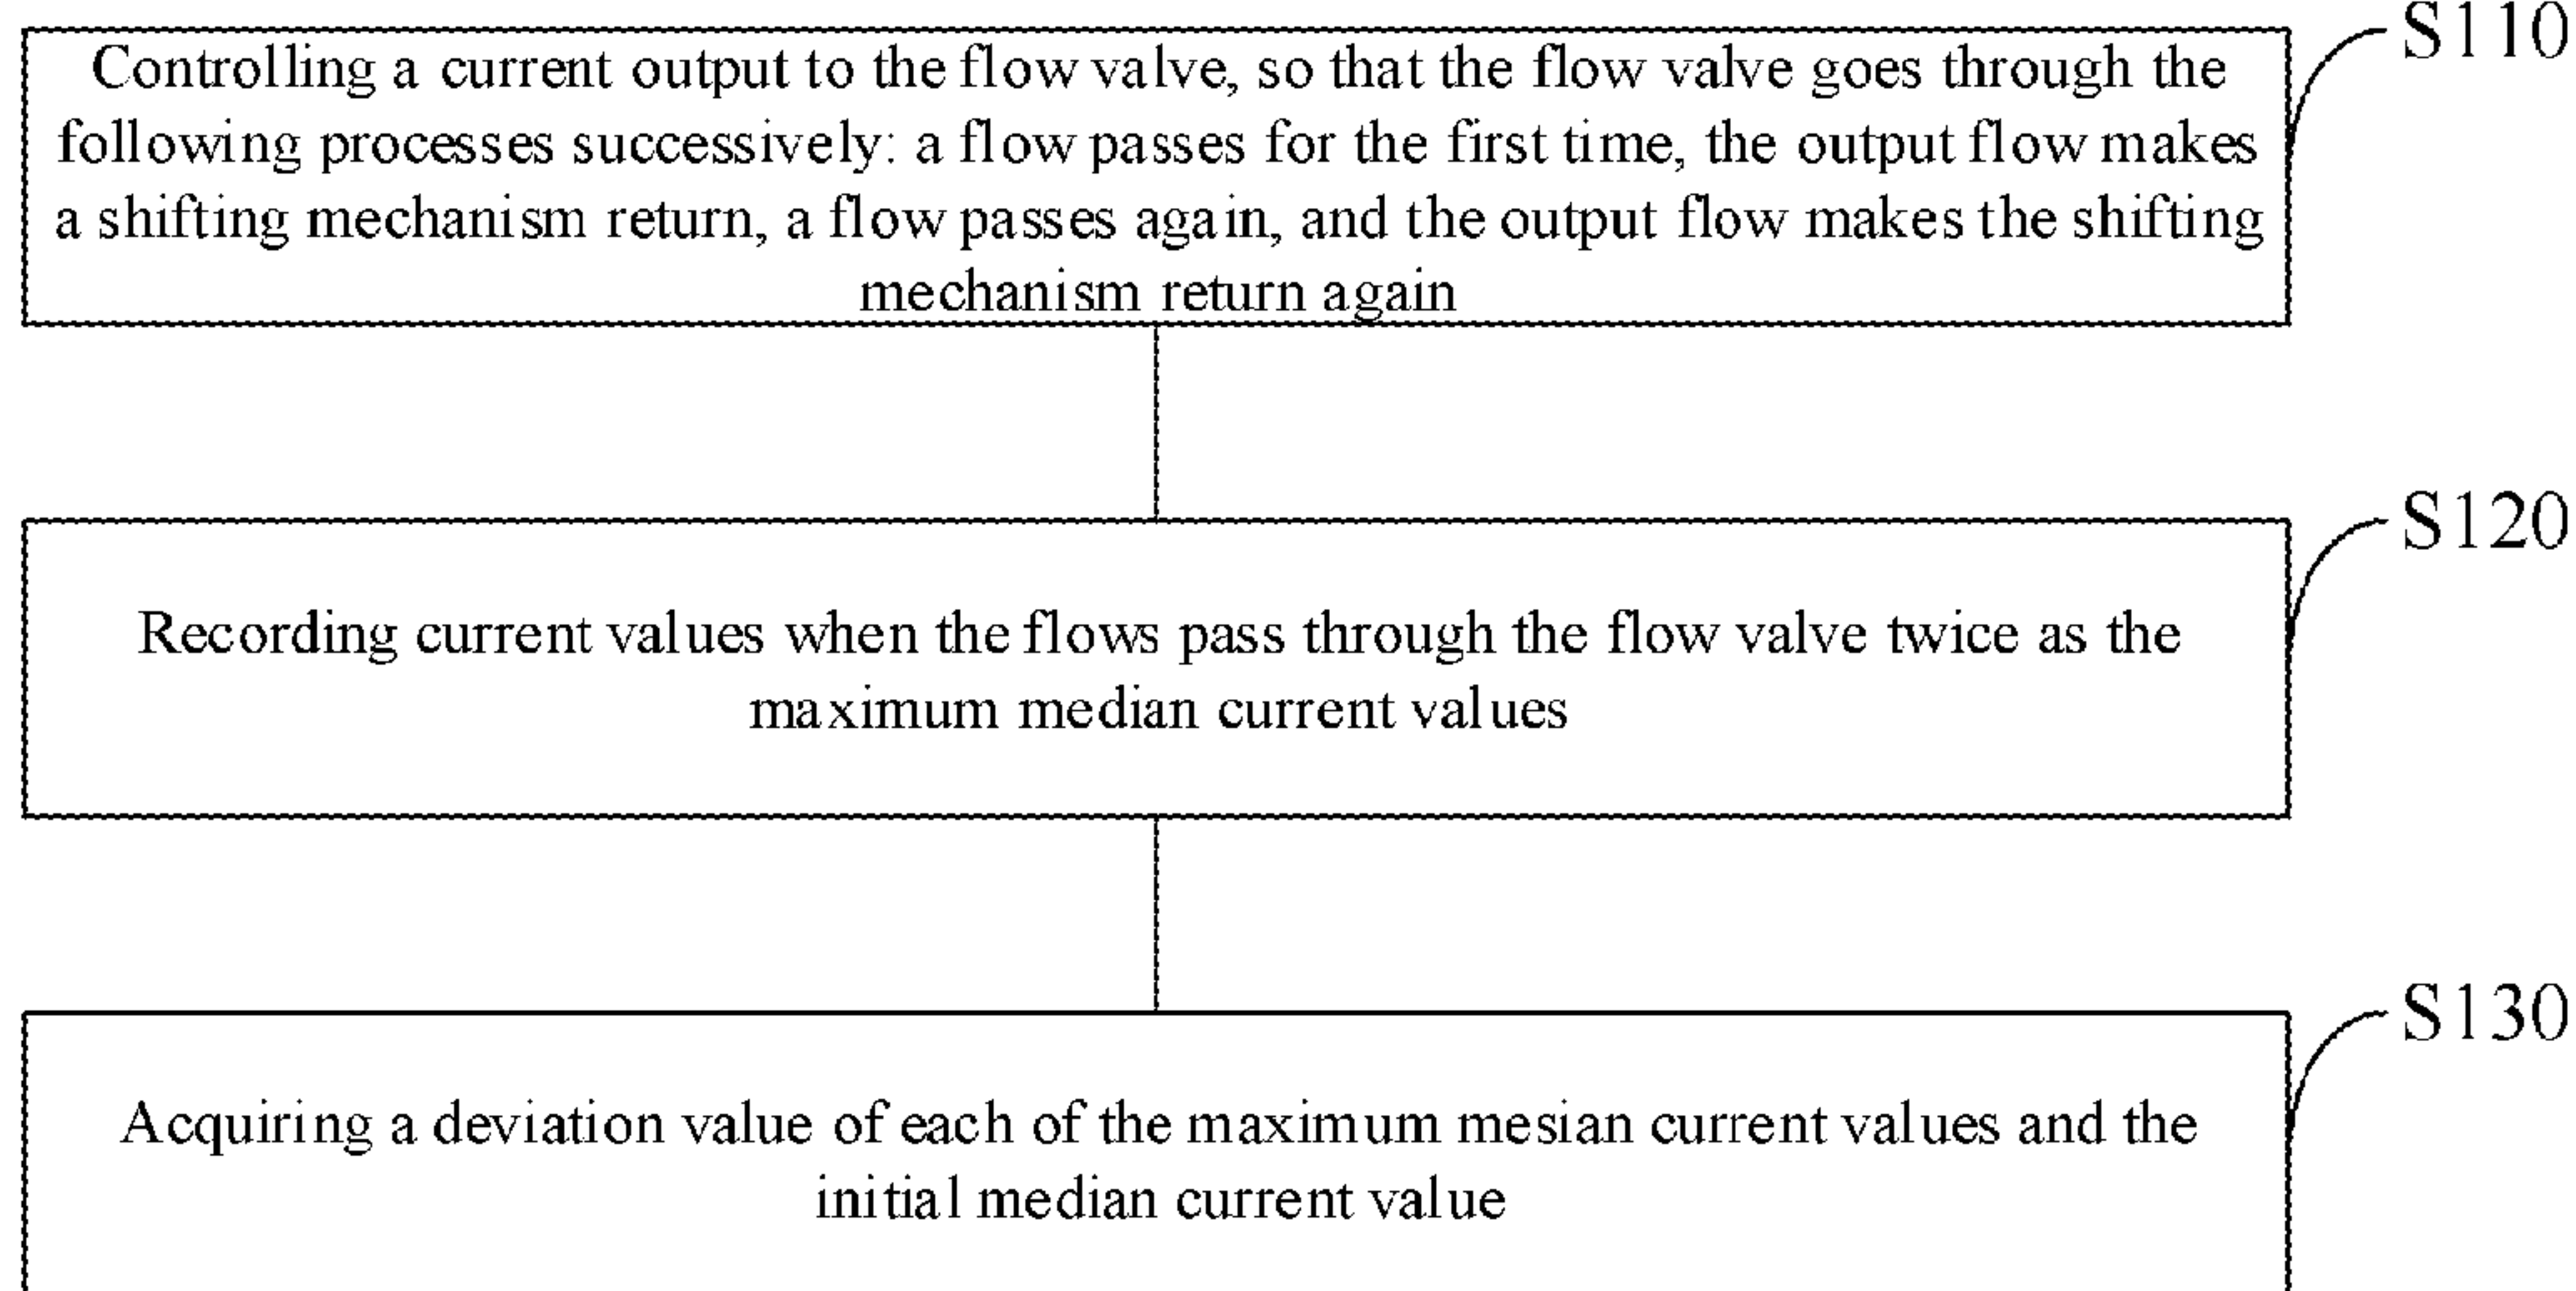 S110
Controlling a current output to the flow valve, so that the flow valve goes through the
following processes successively: a flow passes for the first time, the output flow makes
a shifting mechanism return, a flow passes again, and the output flow makes the shifting
mechanism return again
S120
Recording current values when the flows pass through the flow valve twice as the
maximum median current values
S130
Acquiring a deviation value of each of the maximum mesian current values and the
initial median current value